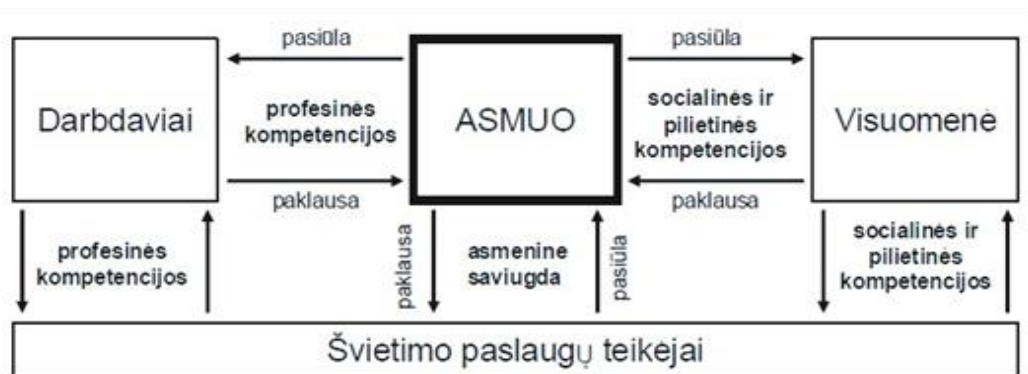 pasiūla
pasiūla
Darbdaviai
profesinės
kompetencijos
ASMUO
socialinės ir
pilietinės
kompetencijos
Visuomenė
paklausa
paklausa
profesinės
kompetencijos
paklausa
asmenine
saviugda
pasiūla
socialinės ir
pilietinės
kompetencijos
Švietimo paslaugų teikėjai